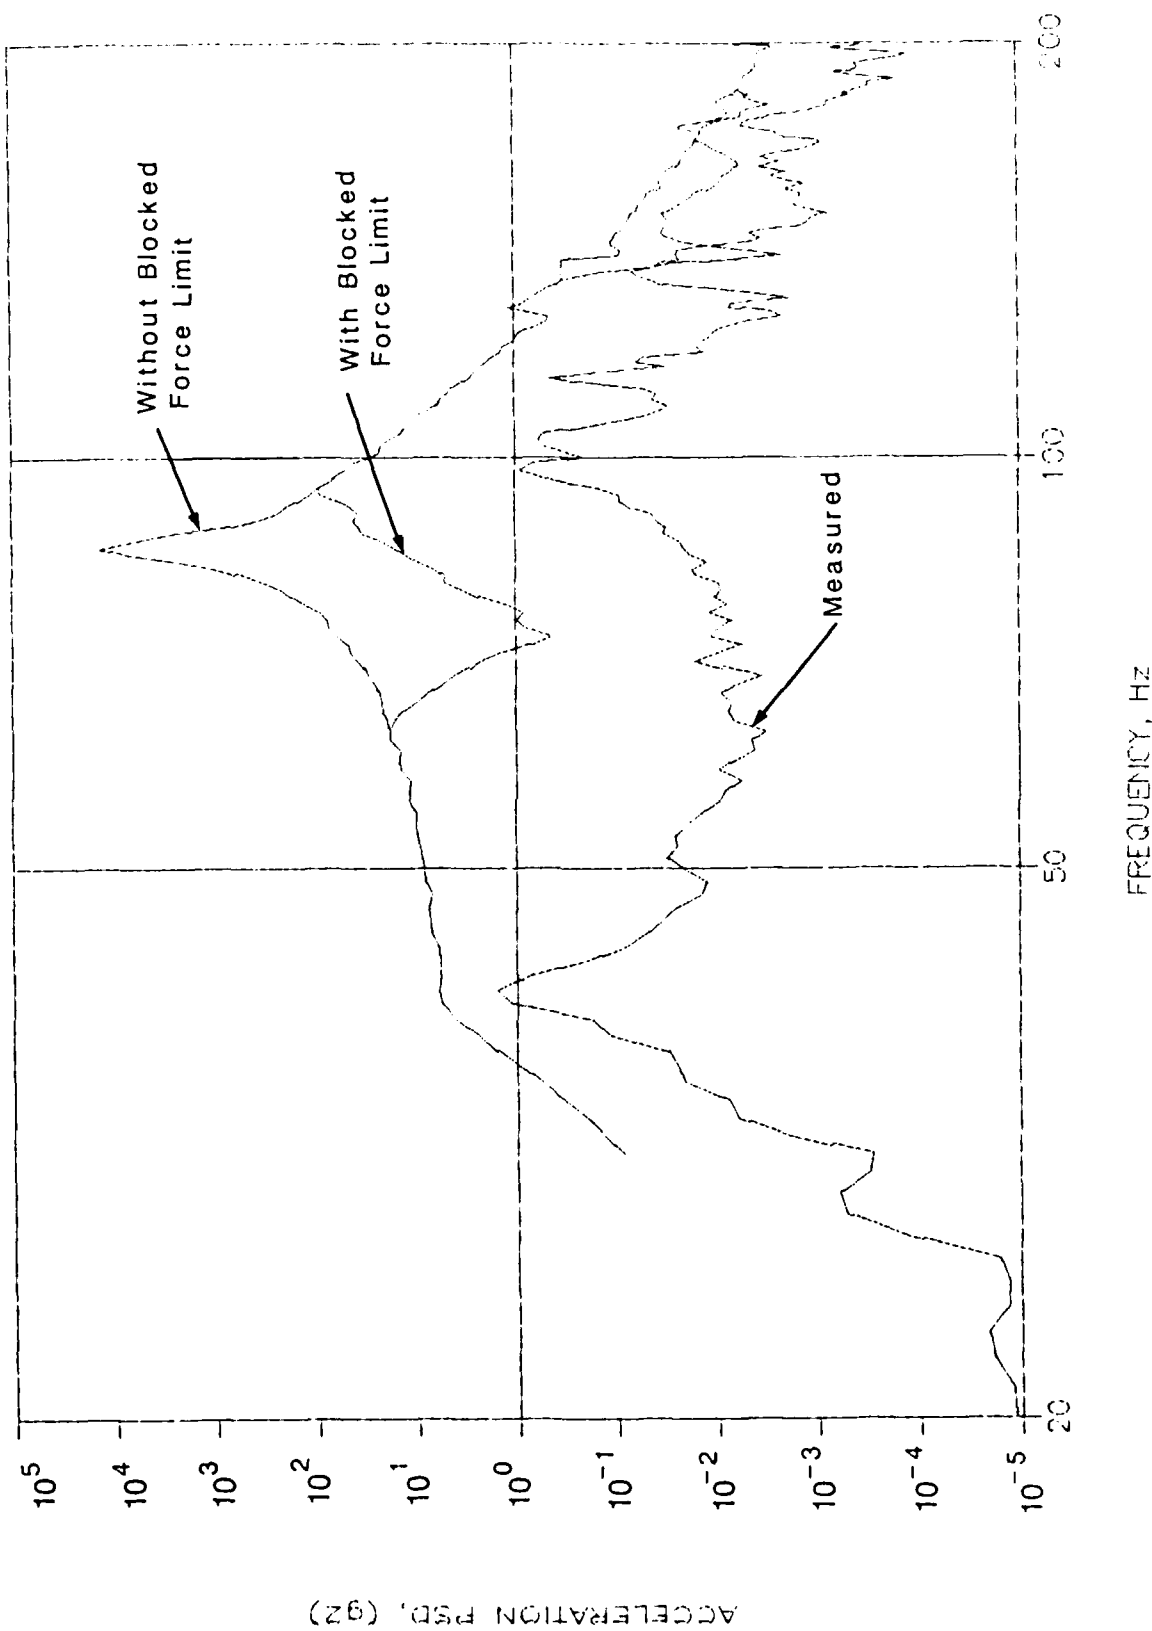 ACCELERATION PSD, (g2)
10^5
10^4
10^3
10^2
10^1
10^0
10^-1
10^-2
10^-3
10^-4
10^-5
Without Blocked
Force Limit
With Blocked
Force Limit
Measured
20
50
100
200
FREQUENCY, Hz